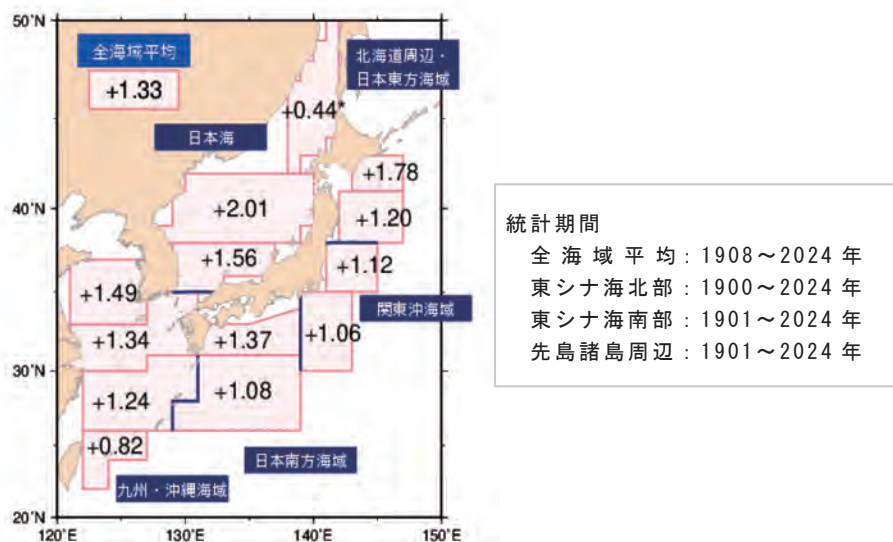 50°N
40°N
30°N
20°N
120°E
130°E
140°E
150°E
全海域平均
+1.33
北海道周辺・
日本東方海域
+0.44*
日本海
+1.78
+2.01
+1.20
+1.56
+1.12
+1.49
関東沖海域
+1.34
+1.37
+1.06
+1.24
+1.08
+0.82
日本南方海域
九州・沖縄海域
統計期間
全海域平均：1908～2024年
東シナ海北部：1900～2024年
東シナ海南部：1901～2024年
先島諸島周辺：1901～2024年